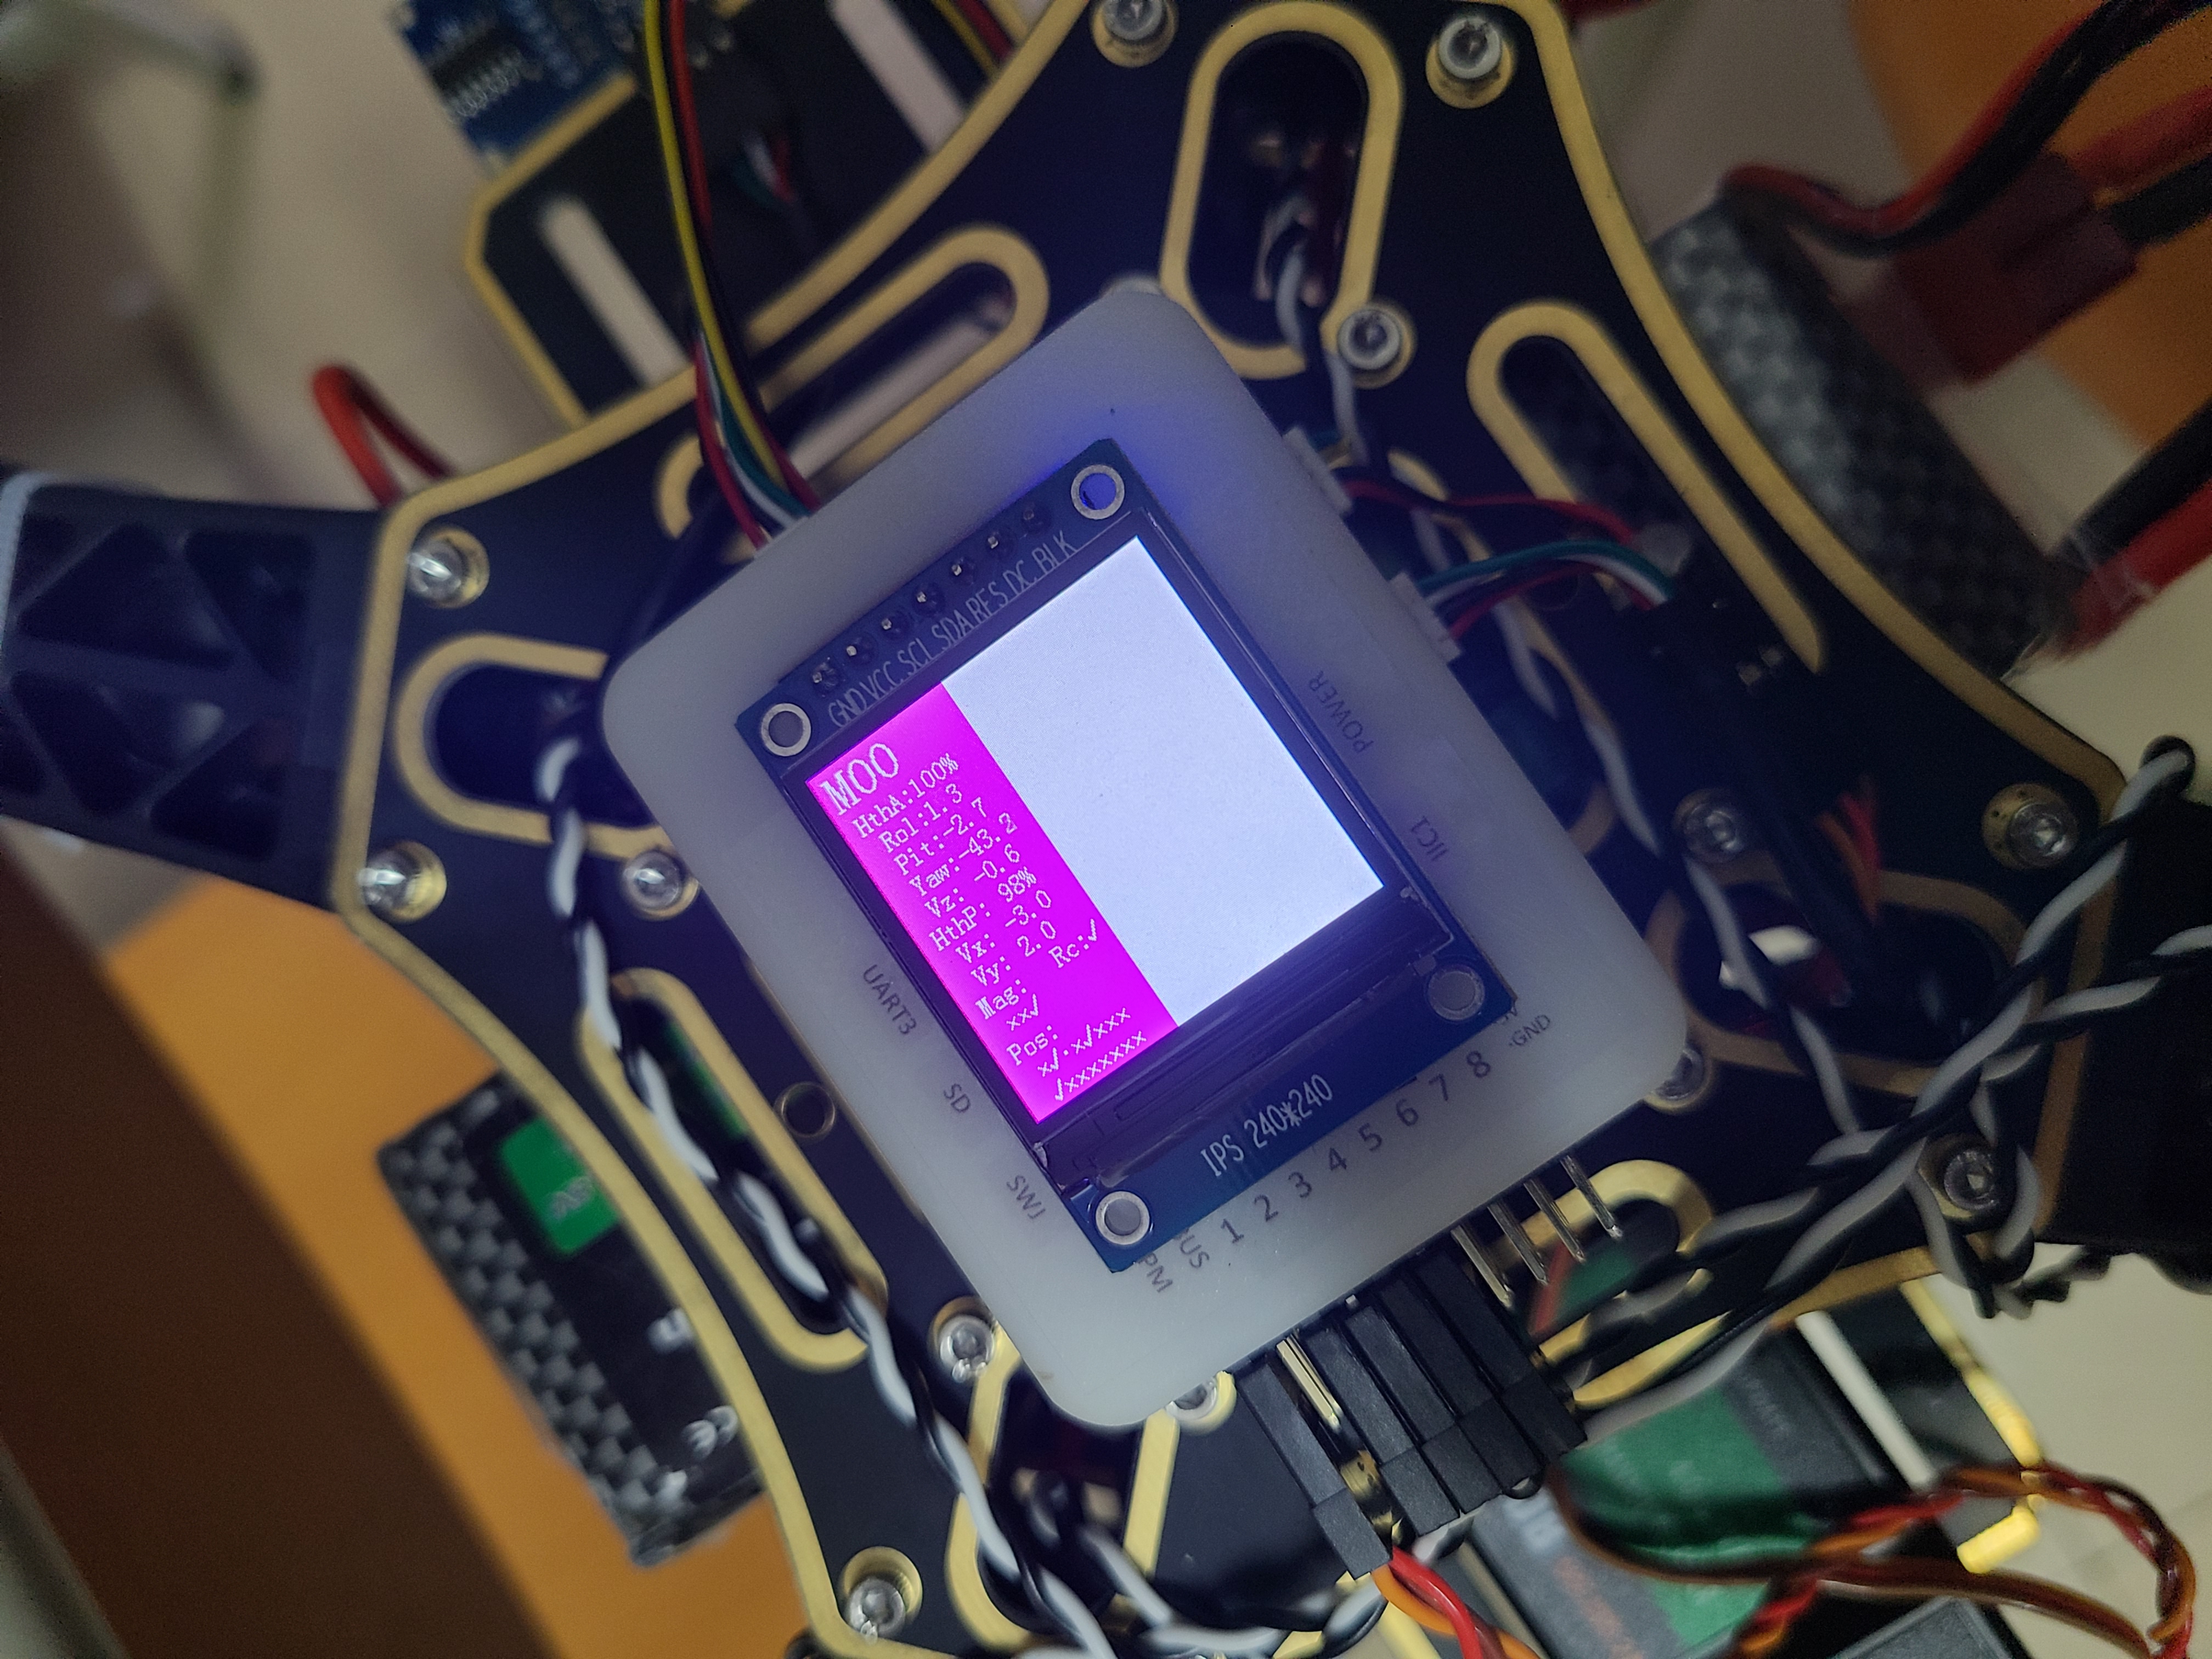 M00
HthA:100%
Rol:1.3
Pit:-2.7
Yaw:-43.2
Vz: -0.6
HthP: 98%
Vx: -3.0
Vy: 2.0
Mag: Rc:✓
xx✓
Pos:
x✓.x✓xxx
✓xxxxxxxx
GND VCC SCL SDA RES DC BLK
IPS 240*240
UART3
SD
SWJ
1
2
3
4
5
6
7
8
GND
IIC1
POWER